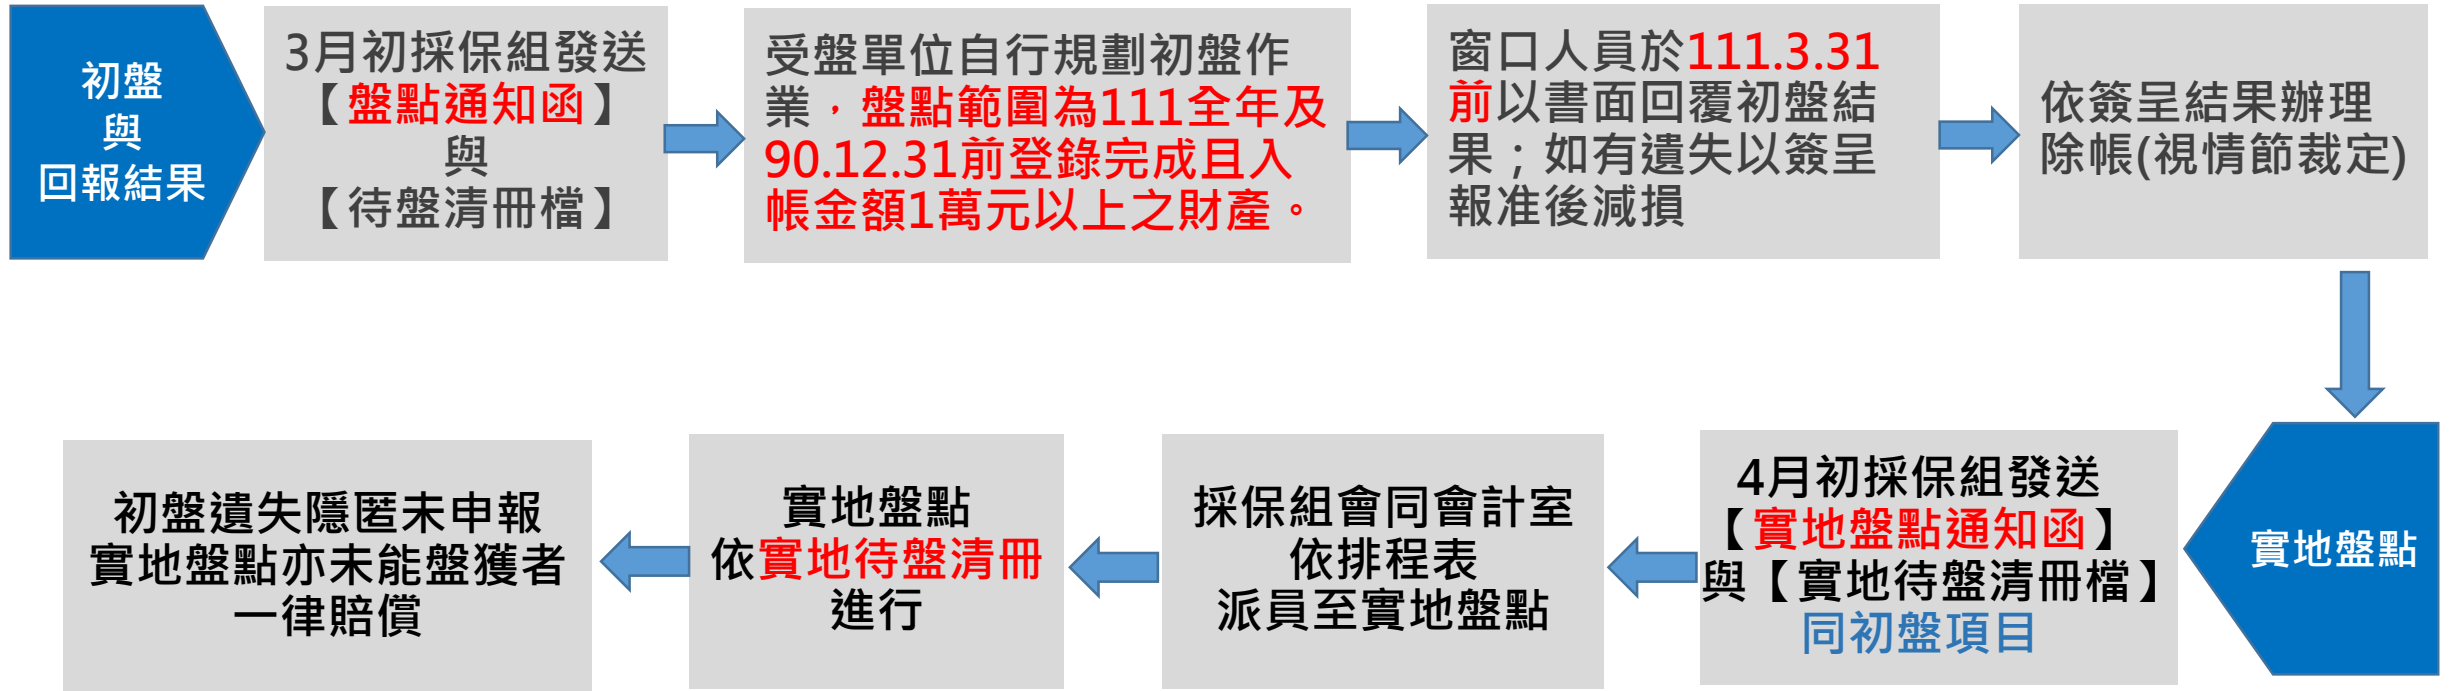 初盤
與
回報結果
3月初採保組發送
【盤點通知函】
與
【待盤清冊檔】
受盤單位自行規劃初盤作
業，盤點範圍為111全年及
90.12.31前登錄完成且入
帳金額1萬元以上之財產。
窗口人員於111.3.31
前以書面回覆初盤結
果；如有遺失以簽呈
報准後減損
依簽呈結果辦理
除帳(視情節裁定)
實地盤點
4月初採保組發送
【實地盤點通知函】
與【實地待盤清冊檔】
同初盤項目
採保組會同會計室
依排程表
派員至實地盤點
實地盤點
依實地待盤清冊
進行
初盤遺失隱匿未申報
實地盤點亦未能盤獲者
一律賠償